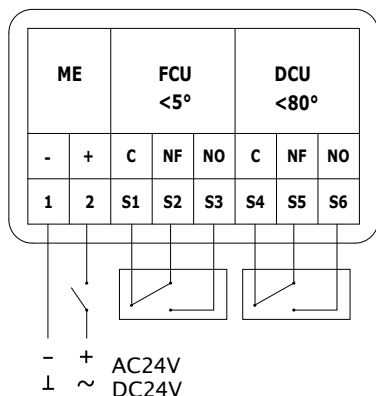 ME FCU DCU
<5° <80°
- + C NF NO C NF NO
1 2 S1 S2 S3 S4 S5 S6
- + AC24V
⊥ ~ DC24V